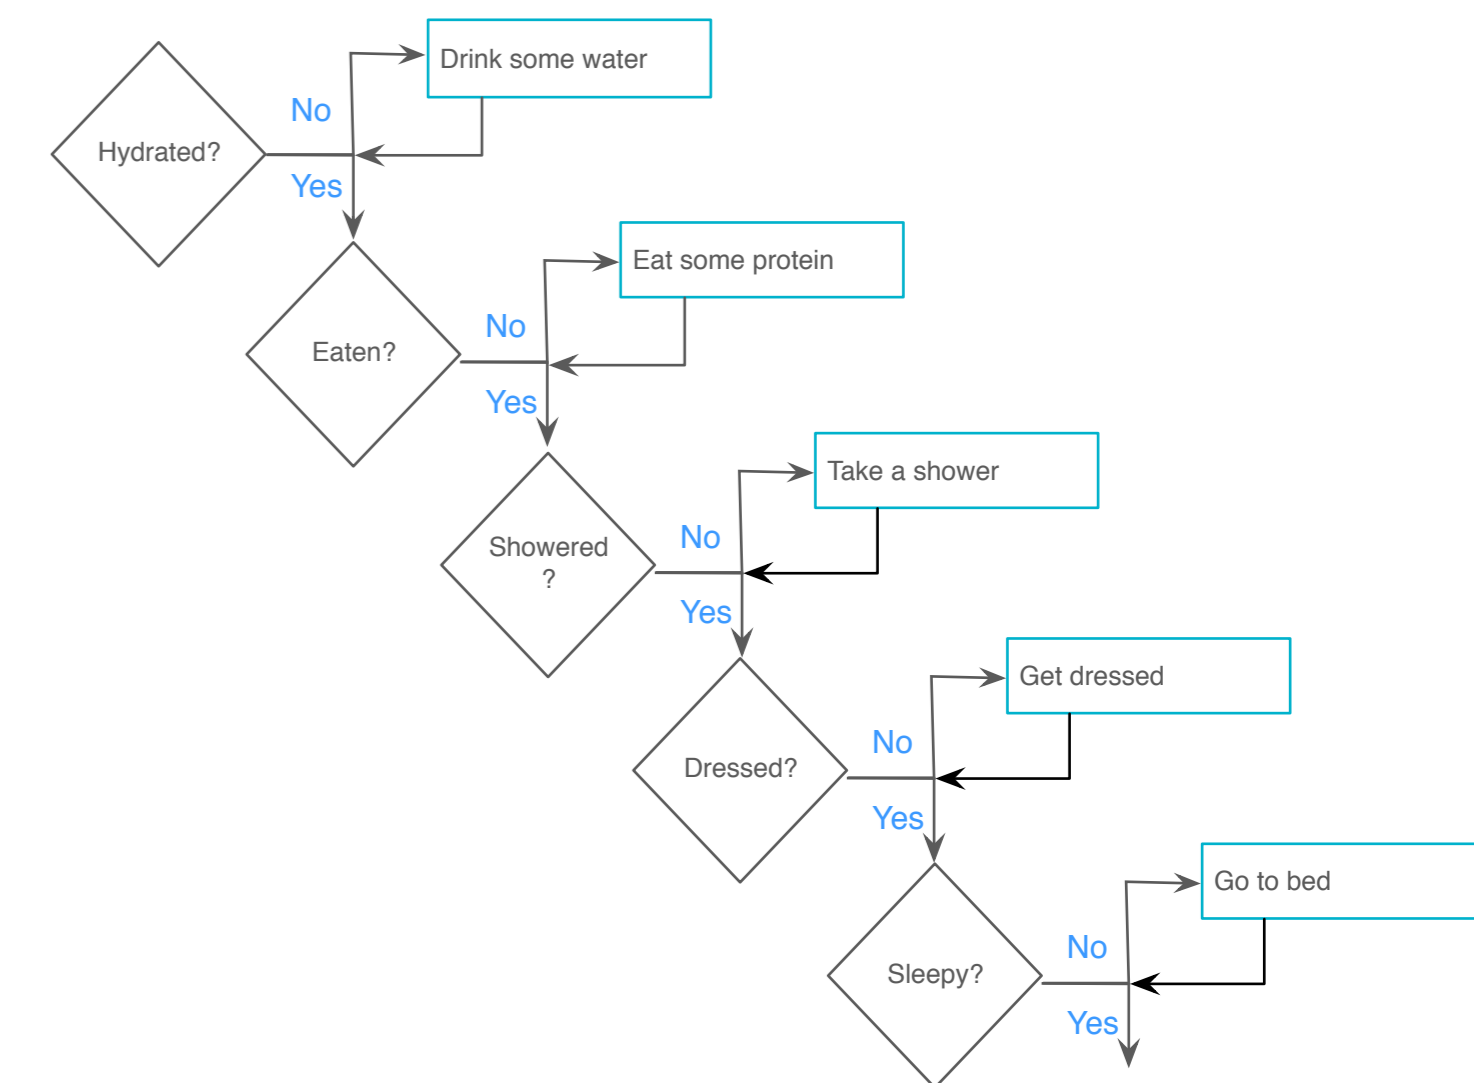 Drink some water
No
Hydrated?
Yes
Eat some protein
No
Eaten?
Yes
Take a shower
No
Showered
?
Yes
Get dressed
No
Dressed?
Yes
Go to bed
No
Sleepy?
Yes